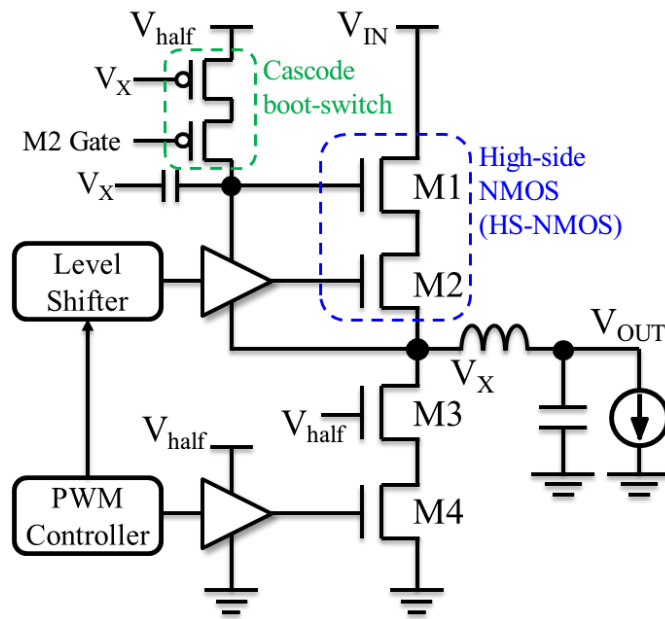 V_half
V_IN
V_X
Cascode
boot-switch
M2 Gate
V_X
High-side
NMOS
(HS-NMOS)
M1
Level
Shifter
M2
V_OUT
V_X
V_half
V_half
M3
PWM
Controller
M4